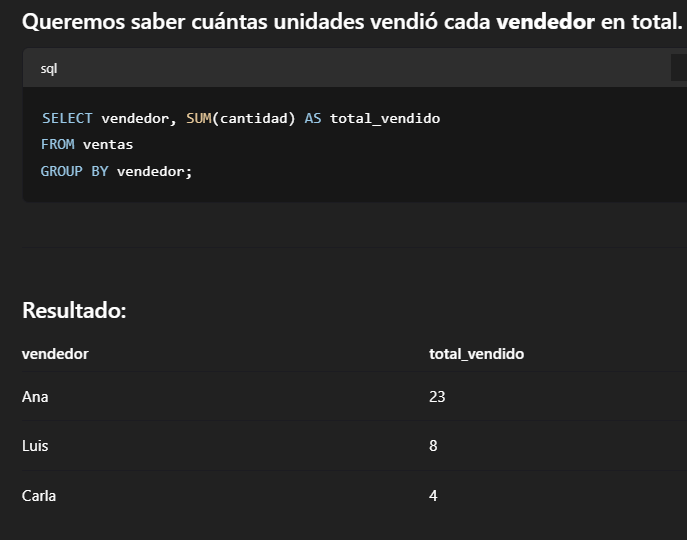 Queremos saber cuántas unidades vendió cada vendedor en total.
sql
SELECT vendedor, SUM(cantidad) AS total_vendido
FROM ventas
GROUP BY vendedor;
Resultado:
vendedor total_vendido
Ana 23
Luis 8
Carla 4